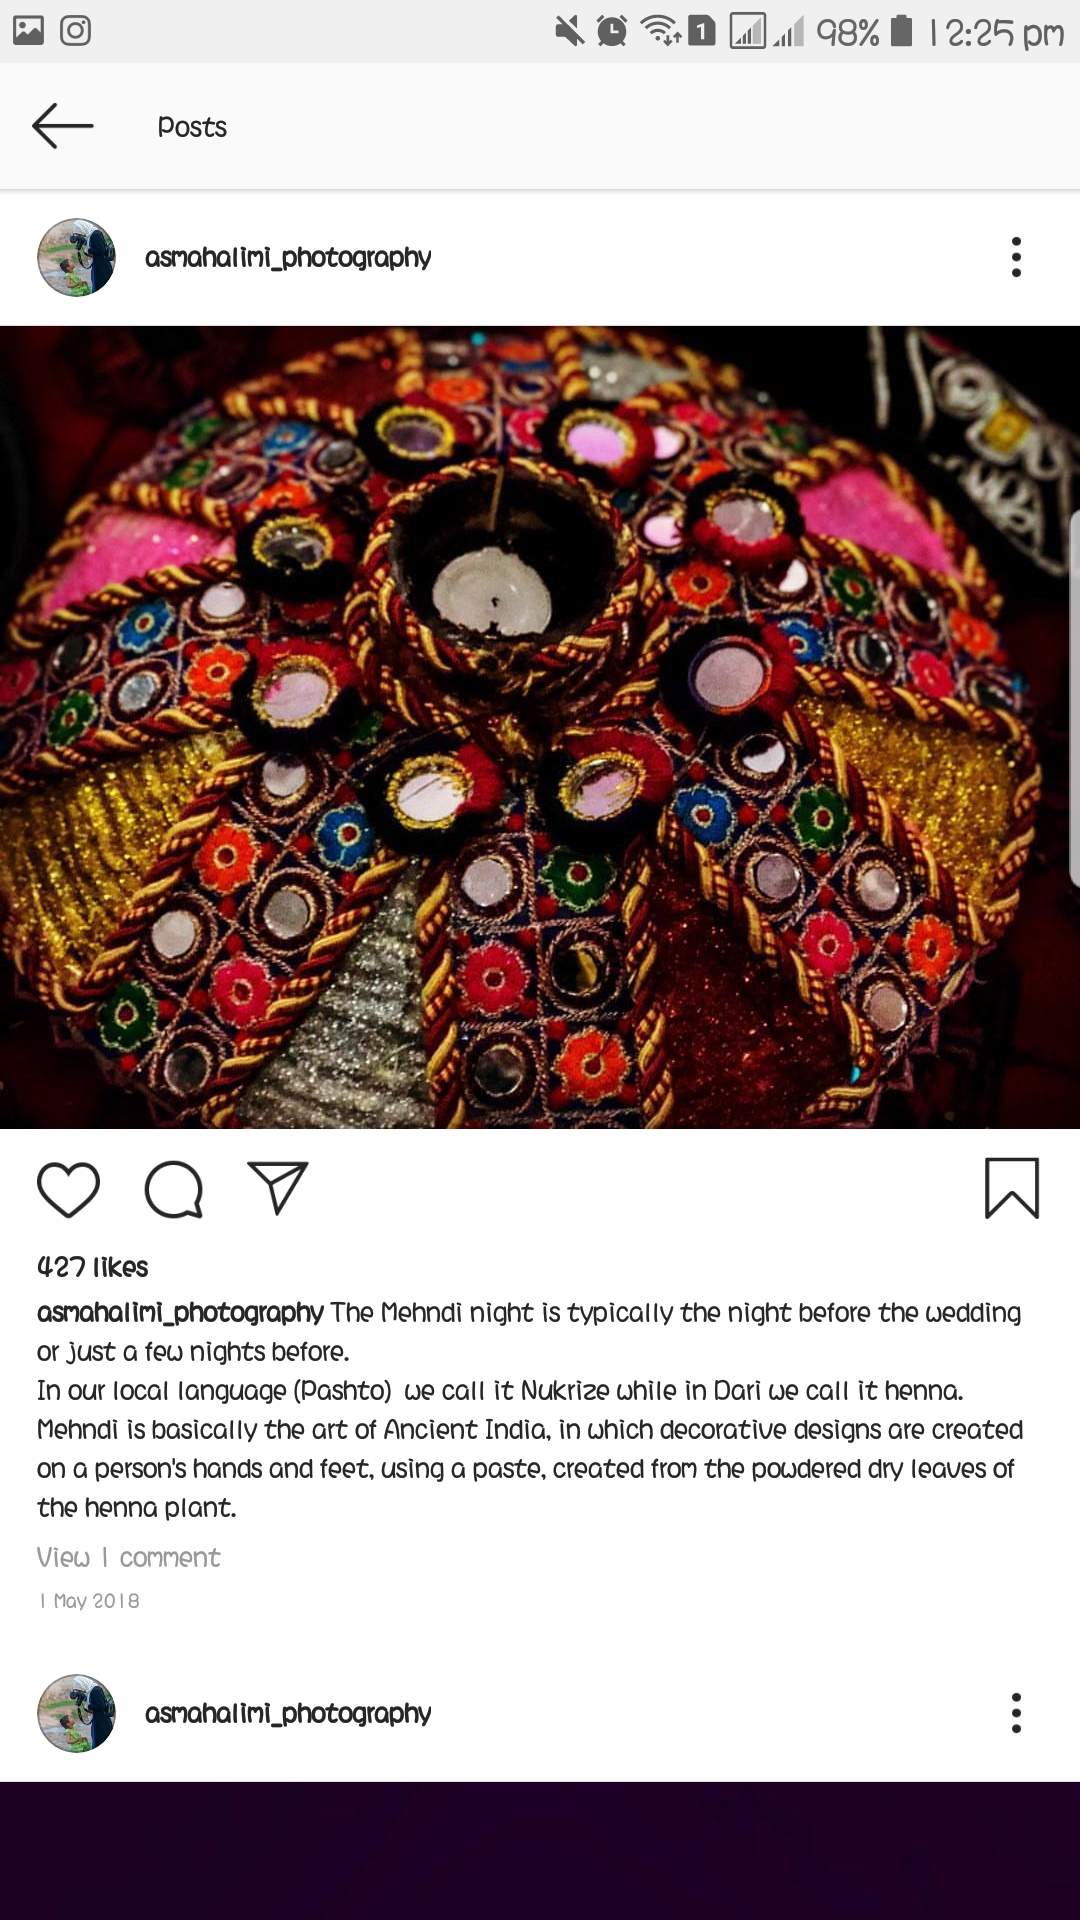 98% 12:25 pm
Posts
asmahalimi_photography
427 likes
asmahalimi_photography The Mehndi night is typically the night before the wedding
or just a few nights before.
In our local language (Pashto)  we call it Nukrize while in Dari we call it henna.
Mehndi is basically the art of Ancient India, in which decorative designs are created
on a person's hands and feet, using a paste, created from the powdered dry leaves of
the henna plant.
View 1 comment
1 May 2018
asmahalimi_photography